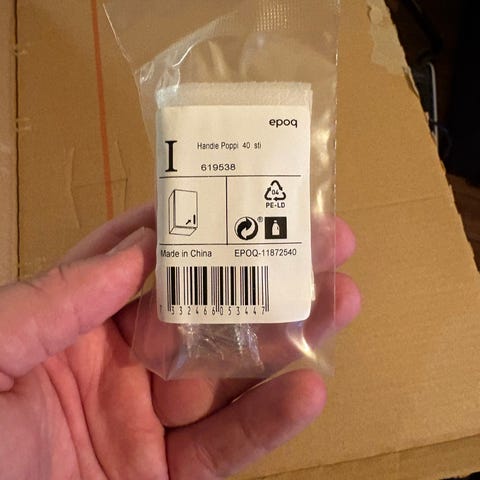 epoq
I
Handle Poppi 40 sti
619538
04
PE-LD
®
Made in China
EPOQ-11872540
7 332466 053447